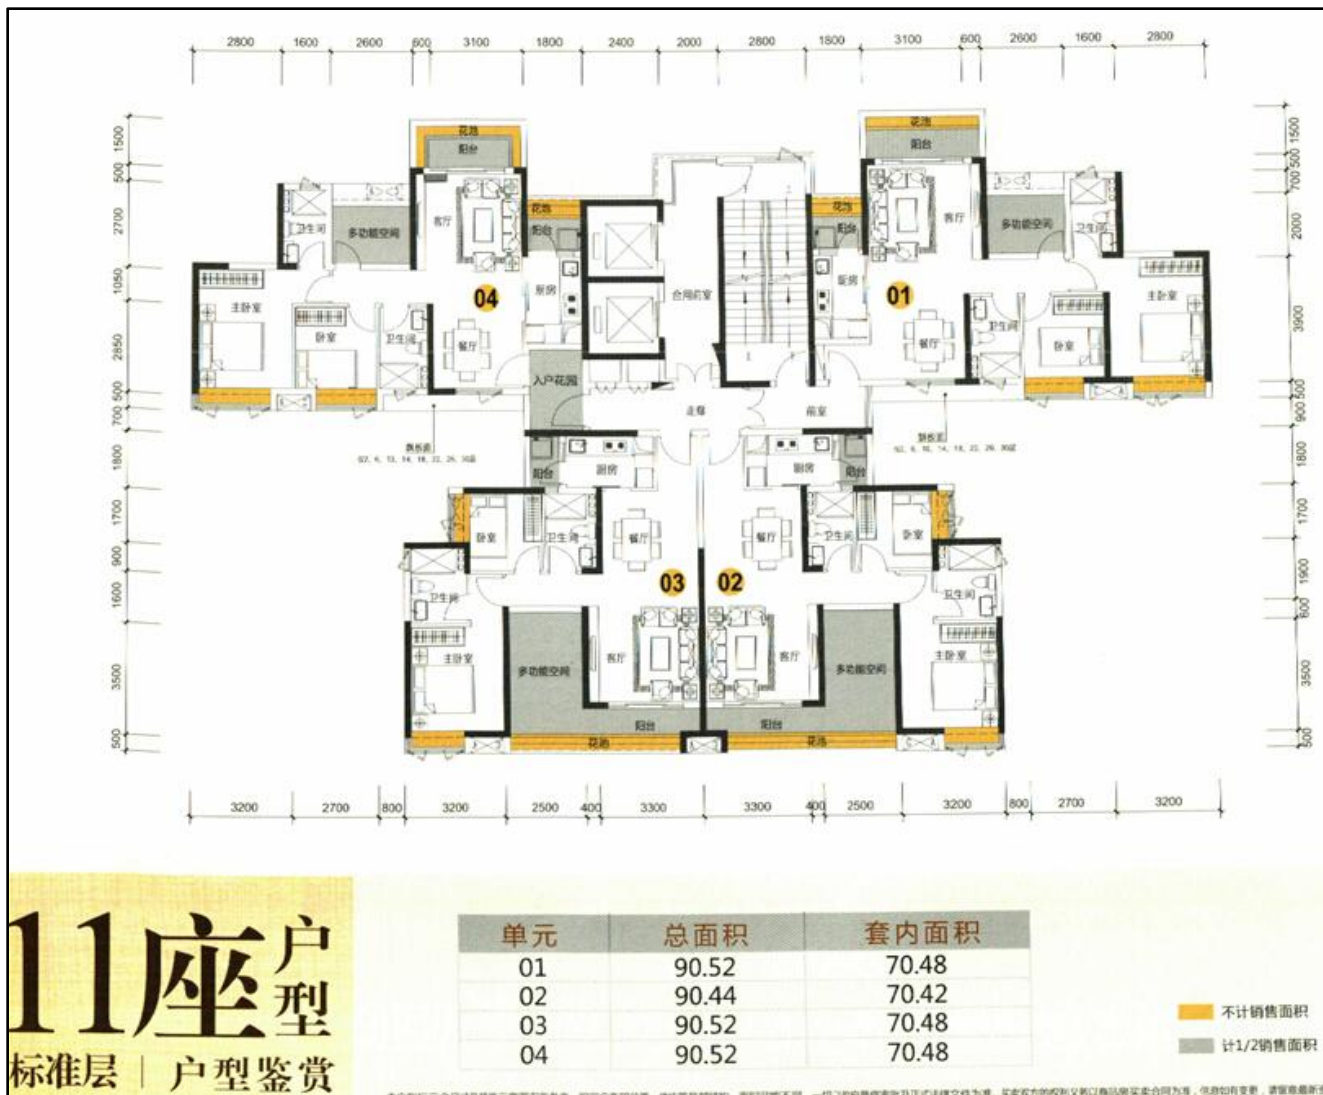 2800 1600 2600 600 3100 1800 2400 2000 2800 1800 3100 600 2600 1600 2800
1500 500 2700 1050 2850 500 700 1800 1700 900 1600 3500 500
1500 500 700 2000 3900 500 900 1800 1700 1900 600 3500 500
花池 花池
阳台 阳台
客厅 花池 花池 客厅
卫生间 多功能空间 阳台 阳台 多功能空间 卫生间
合用前室
主卧室 04 厨房 厨房 01 主卧室
卧室 卫生间 餐厅 餐厅 卫生间 卧室
入户花园
走廊 前室
飘板面 飘板面
阳台 厨房 厨房 阳台
卧室 卫生间 餐厅 餐厅 卫生间 卧室
03 02
卫生间 卫生间
主卧室 多功能空间 客厅 客厅 多功能空间 主卧室
阳台 阳台
花池 花池
3200 2700 800 3200 2500 400 3300 3300 400 2500 3200 800 2700 3200
11座户型
标准层 | 户型鉴赏
单元 总面积 套内面积
01 90.52 70.48
02 90.44 70.42
03 90.52 70.48
04 90.52 70.48
不计销售面积
计1/2销售面积